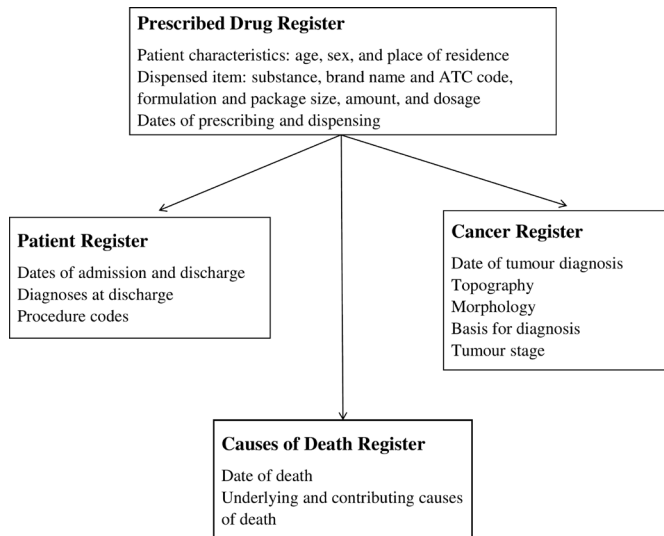 Prescribed Drug Register
Patient characteristics: age, sex, and place of residence
Dispensed item: substance, brand name and ATC code,
formulation and package size, amount, and dosage
Dates of prescribing and dispensing
Patient Register
Dates of admission and discharge
Diagnoses at discharge
Procedure codes
Cancer Register
Date of tumour diagnosis
Topography
Morphology
Basis for diagnosis
Tumour stage
Causes of Death Register
Date of death
Underlying and contributing causes
of death